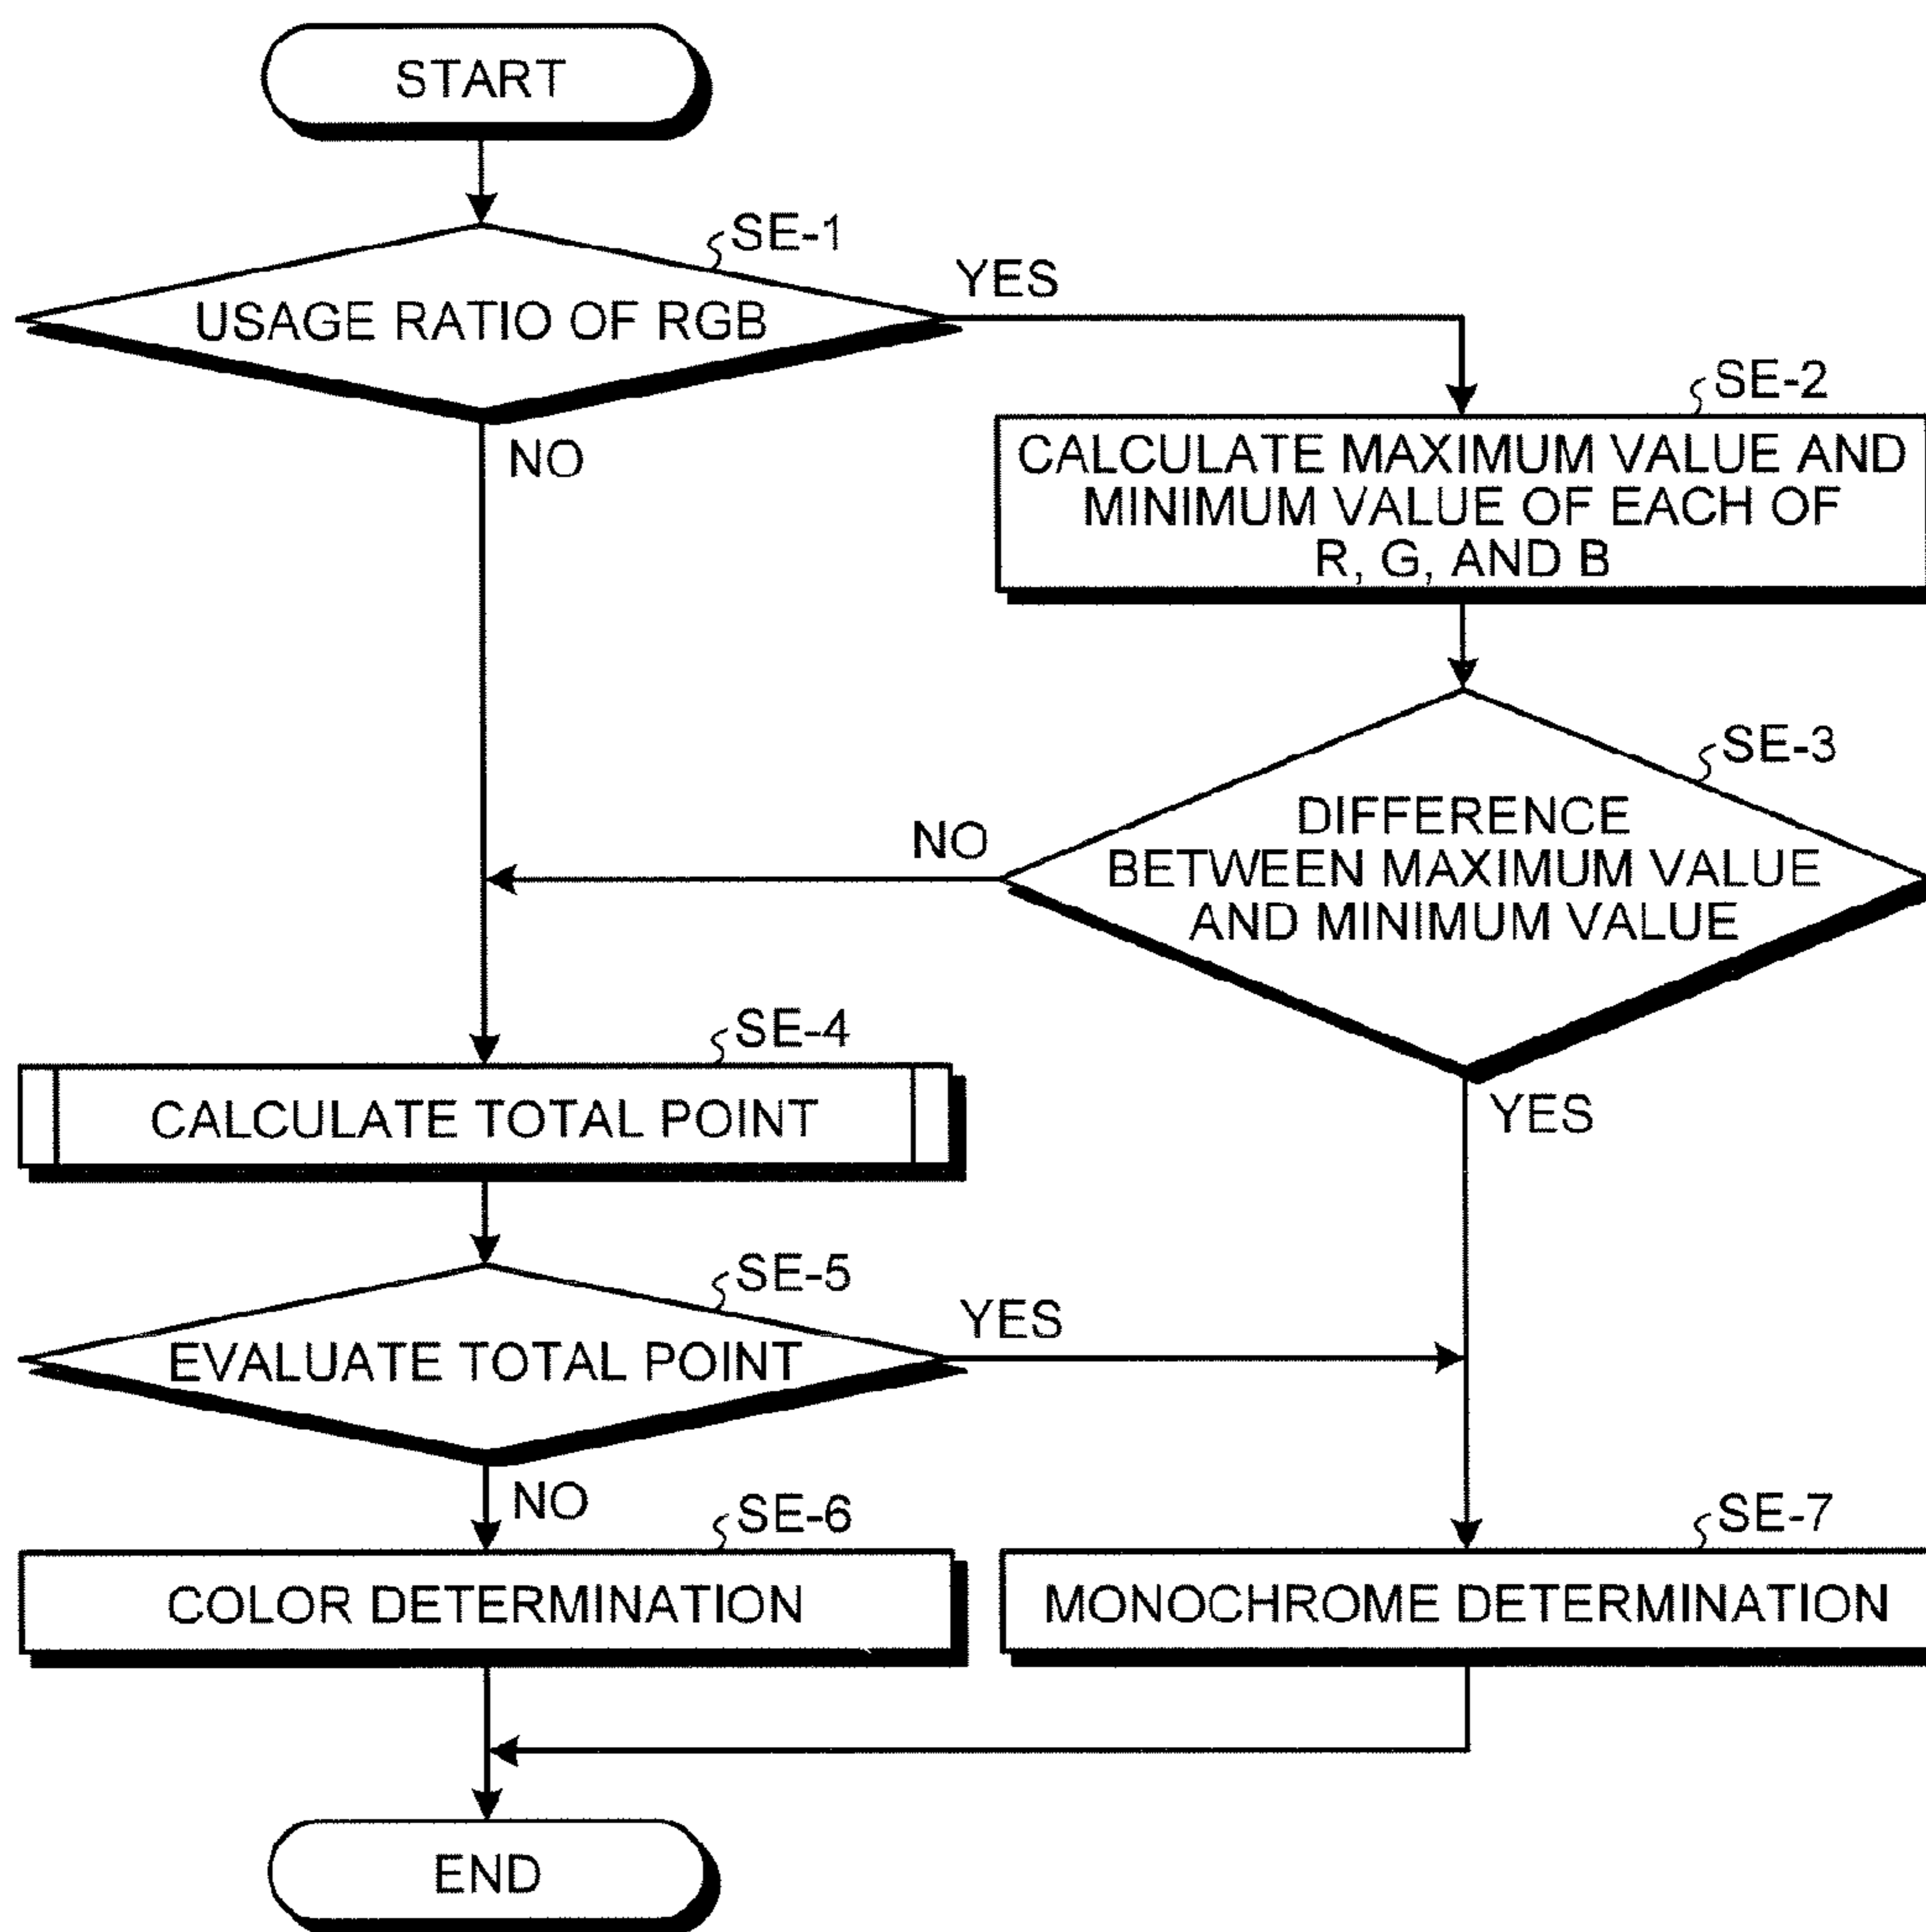 START
SE-1
USAGE RATIO OF RGB
YES
NO
SE-2
CALCULATE MAXIMUM VALUE AND
MINIMUM VALUE OF EACH OF
R, G, AND B
SE-3
DIFFERENCE
BETWEEN MAXIMUM VALUE
AND MINIMUM VALUE
NO
YES
SE-4
CALCULATE TOTAL POINT
SE-5
EVALUATE TOTAL POINT
YES
NO
SE-6
COLOR DETERMINATION
SE-7
MONOCHROME DETERMINATION
END